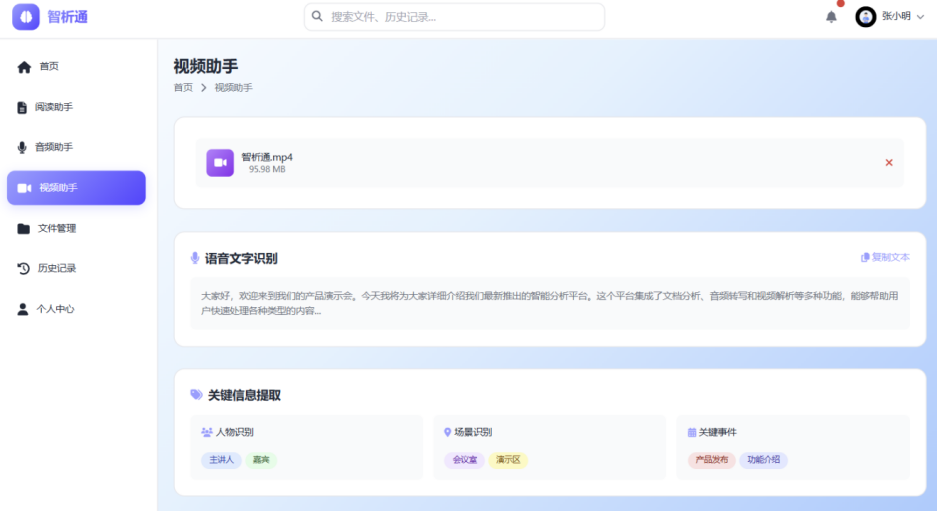 智析通
搜索文件、历史记录...
张小明
首页
阅读助手
音频助手
视频助手
文件管理
历史记录
个人中心
视频助手
首页 > 视频助手
智析通.mp4
95.98 MB
语音文字识别
复制文本
大家好，欢迎来到我们的产品演示会。今天我将为大家详细介绍我们最新推出的智能分析平台。这个平台集成了文档分析、音频转写和视频解析等多种功能，能够帮助用
户快速处理各种类型的内容...
关键信息提取
人物识别
主讲人 嘉宾
场景识别
会议室 演示区
关键事件
产品发布 功能介绍